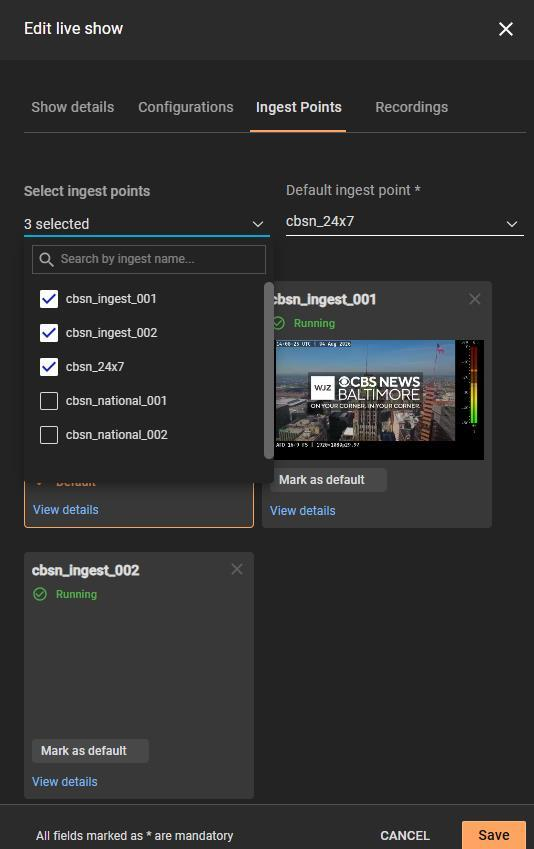 Edit live show
Show details Configurations Ingest Points Recordings
Select ingest points
Default ingest point *
3 selected
cbsn_24x7
Search by ingest name...
cbsn_ingest_001
cbsn_ingest_002
cbsn_24x7
cbsn_national_001
cbsn_national_002
Default
View details
cbsn_ingest_001
Running
WJZ
CBS NEWS
BALTIMORE
ON YOUR CORNER. IN YOUR CORNER.
Mark as default
View details
cbsn_ingest_002
Running
Mark as default
View details
All fields marked as * are mandatory
CANCEL
Save